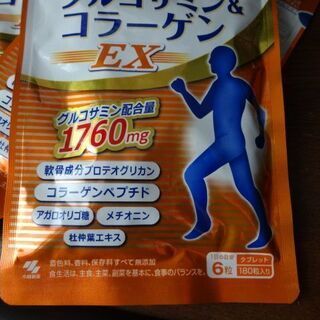 グルコサミン&
コラーゲン
EX
グルコサミン配合量
1760mg
軟骨成分プロテオグリカン
コラーゲンペプチド
アガロオリゴ糖
メチオニン
杜仲葉エキス
着色料、香料、保存料すべて無添加
食生活は、主食、主菜、副菜を基本に、食事のバランスを。
1日の目安
6粒
タブレット
180粒入り
小林製薬